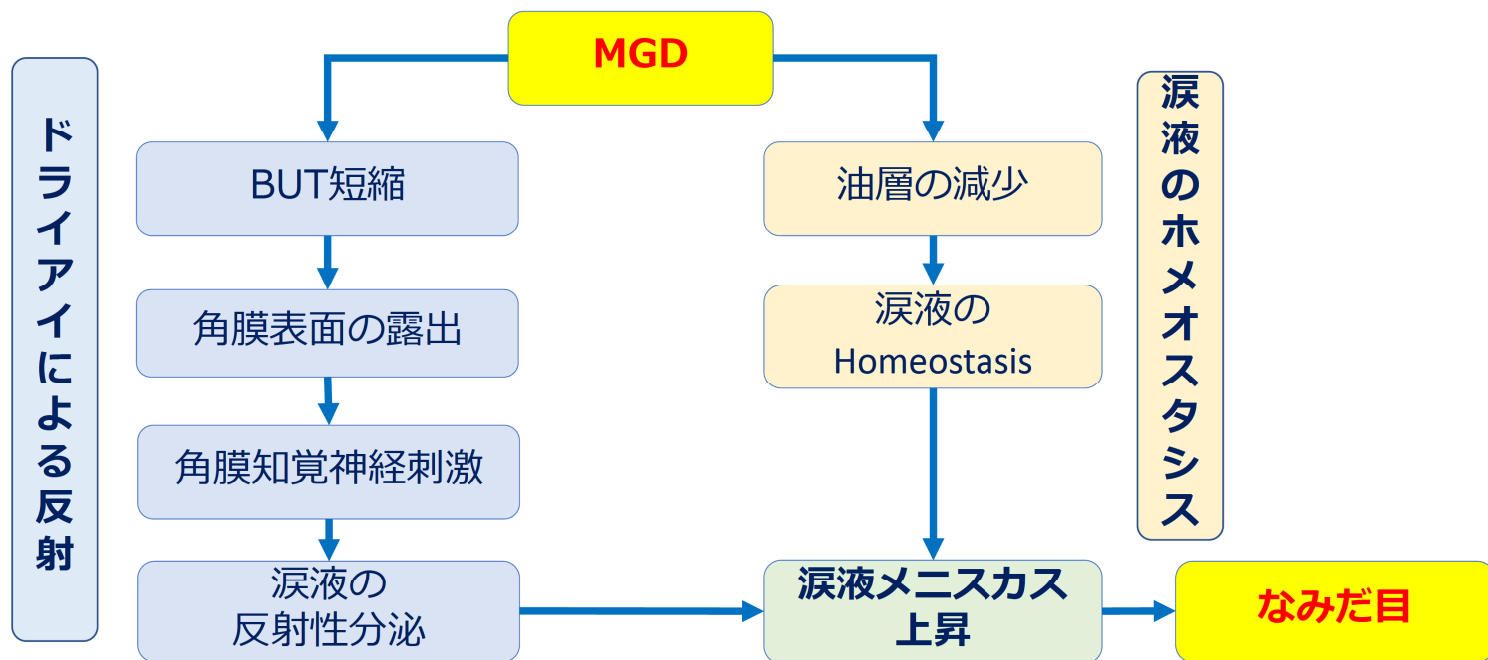 MGD
ドライアイによる反射
BUT短縮
角膜表面の露出
角膜知覚神経刺激
涙液の
反射性分泌
油層の減少
涙液の
Homeostasis
涙液メニスカス
上昇
涙液のホメオスタシス
なみだ目